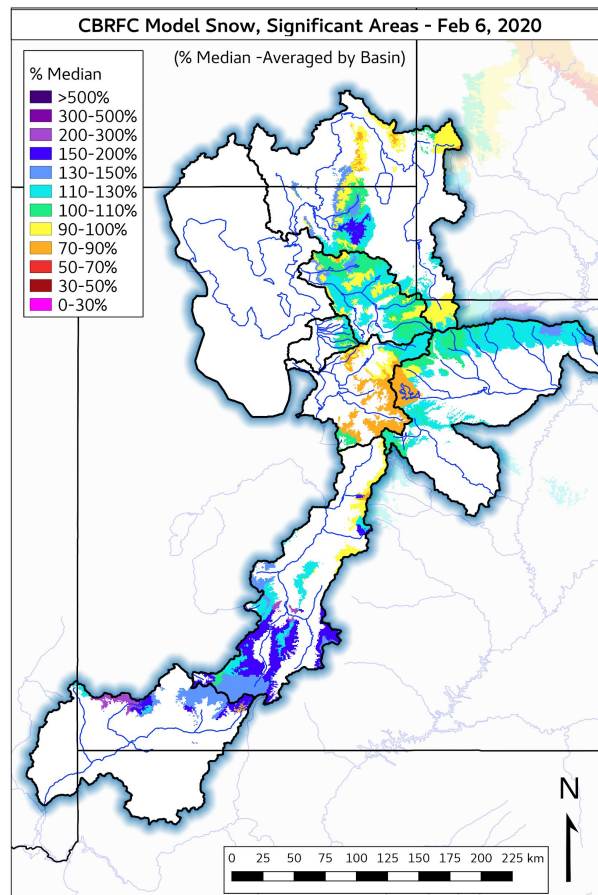 CBRFC Model Snow, Significant Areas - Feb 6, 2020
(% Median -Averaged by Basin)
% Median
>500%
300-500%
200-300%
150-200%
130-150%
110-130%
100-110%
90-100%
70-90%
50-70%
30-50%
0-30%
N
0 25 50 75 100 125 150 175 200 225 km